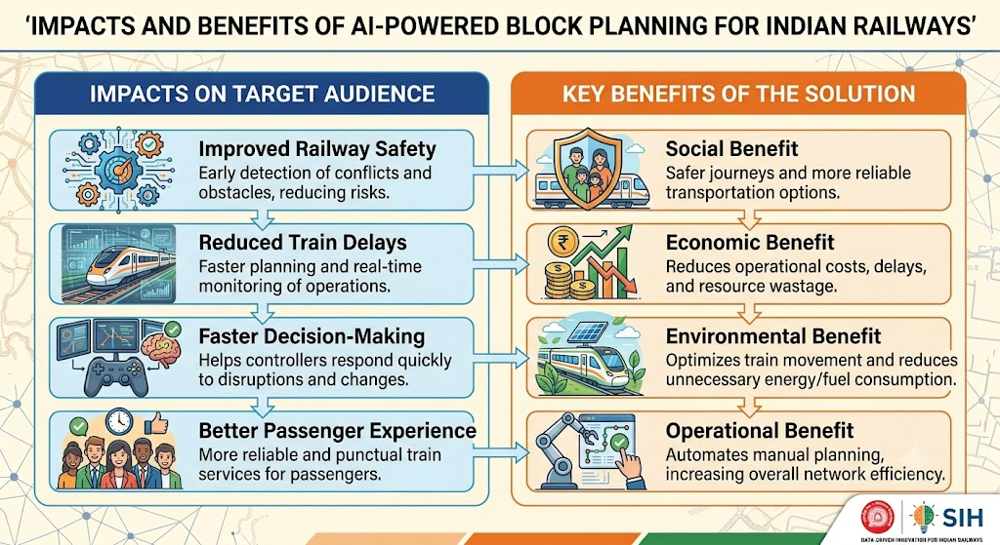 'IMPACTS AND BENEFITS OF AI-POWERED BLOCK PLANNING FOR INDIAN RAILWAYS'
IMPACTS ON TARGET AUDIENCE
Improved Railway Safety
Early detection of conflicts and
obstacles, reducing risks.
Reduced Train Delays
Faster planning and real-time
monitoring of operations.
Faster Decision-Making
Helps controllers respond quickly
to disruptions and changes.
Better Passenger Experience
More reliable and punctual train
services for passengers.
KEY BENEFITS OF THE SOLUTION
Social Benefit
Safer journeys and more reliable
transportation options.
₹
$
$
$
Economic Benefit
Reduces operational costs, delays,
and resource wastage.
Environmental Benefit
Optimizes train movement and reduces
unnecessary energy/fuel consumption.
Operational Benefit
Automates manual planning,
increasing overall network efficiency.
SIH
DATA-DRIVEN INNOVATION FOR INDIAN RAILWAYS